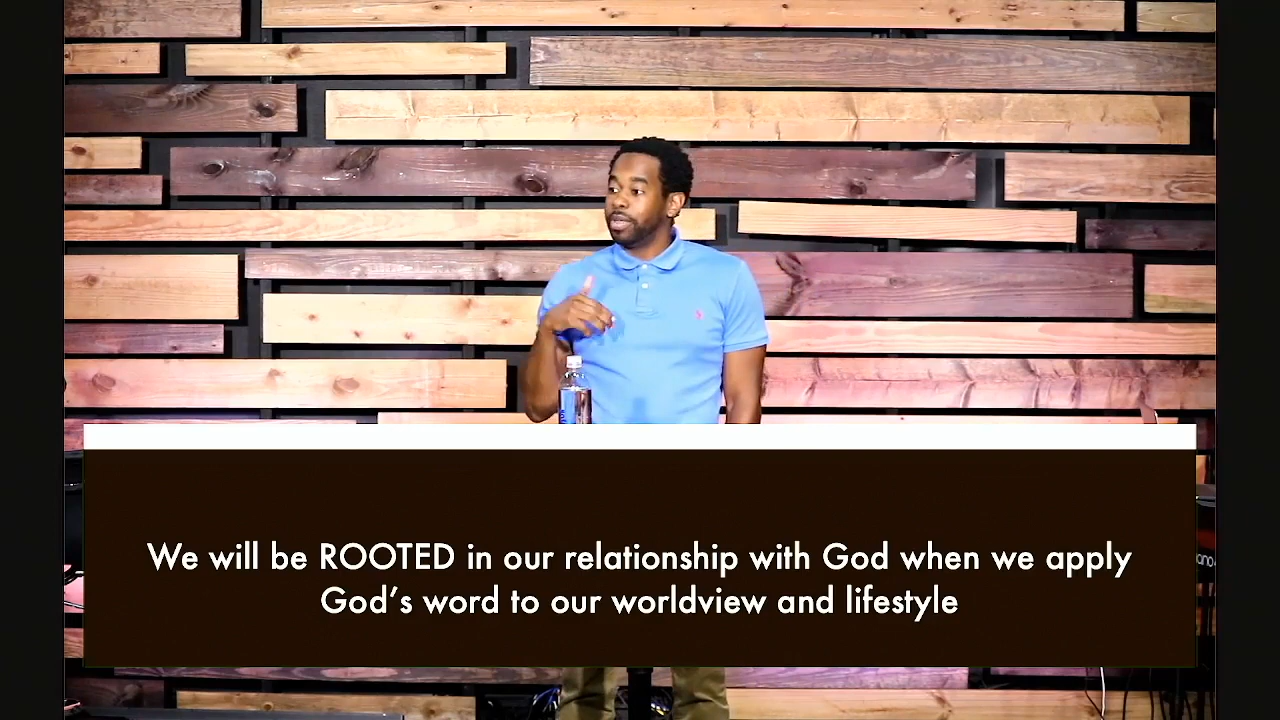 We will be ROOTED in our relationship with God when we apply
God's word to our worldview and lifestyle